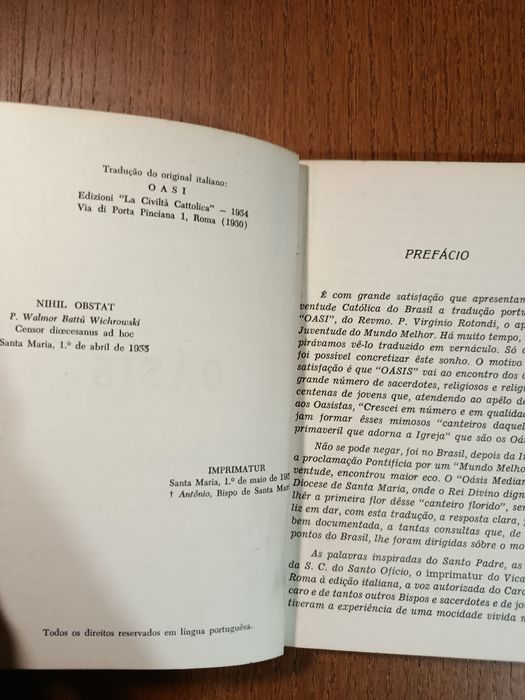 Tradução do original italiano:
O A S I
Edizioni "La Civiltà Cattolica" — 1954
Via di Porta Pinciana 1, Roma (1930)
NIHIL OBSTAT
P. Walmor Battú Wichrowski
Censor diœcesanus ad hoc
Santa Maria, 1.º de abril de 1955
IMPRIMATUR
Santa Maria, 1.º de maio de 195
† Antônio, Bispo de Santa Mari
Todos os direitos reservados em língua portuguêsa.
PREFÁCIO
É com grande satisfação que apresentam
ventude Católica do Brasil a tradução portu
"OASI", do Revmo. P. Virginio Rotondi, o ap
Juventude do Mundo Melhor. Há muito tempo,
pirávamos vê-lo traduzido em vernáculo. Só
foi possível concretizar êste sonho. O motivo
satisfação é que "OASIS" vai ao encontro dos
grande número de sacerdotes, religiosos e relig
centenas de jovens que, atendendo ao apêlo de
aos Oasistas, "Crescei em número e em qualida
jam formar êsses mimosos "canteiros daquel
primaveril que adorna a Igreja" que são os Oás
Não se pode negar, foi no Brasil, depois da It
a proclamação Pontifícia por um "Mundo Melho
ventude, encontrou maior eco. O "Oásis Median
Diocese de Santa Maria, onde o Rei Divino dign
lhêr a primeira flor dêsse "canteiro florido", sen
liz em dar, com esta tradução, a resposta clara,
bem documentada, a tantas consultas que, de
pontos do Brasil, lhe foram dirigidas sôbre o mo
As palavras inspiradas do Santo Padre, as
da S. C. do Santo Ofício, o imprimatur do Vica
Roma à edição italiana, a voz autorizada do Card
caro e de tantos outros Bispos e sacerdotes e de jo
tiveram a experiência de uma mocidade vivida n